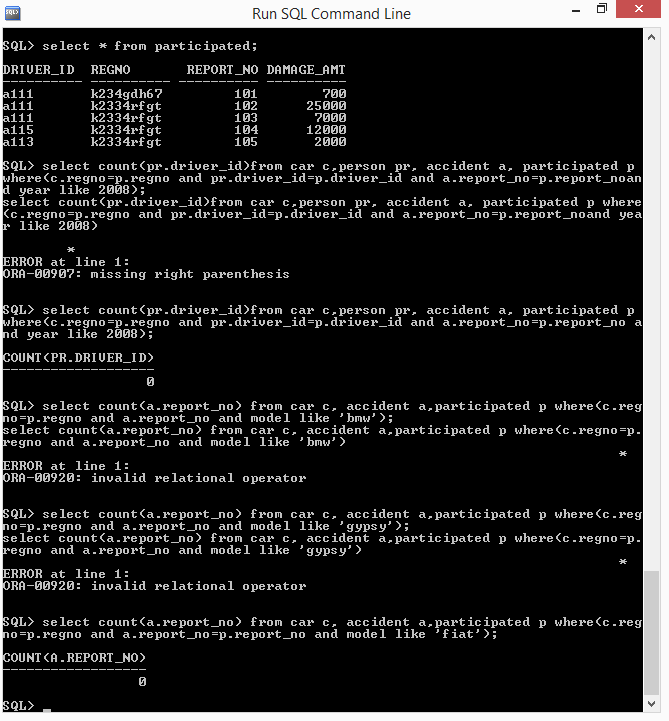 Run SQL Command Line
SQL> select * from participated;
DRIVER_ID  REGNO       REPORT_NO DAMAGE_AMT
---------- ---------- ---------- ----------
a111       k234gdh67         101        700
a111       k2334rfgt         102      25000
a111       k2334rfgt         103       7000
a115       k2334rfgt         104      12000
a113       k2334rfgt         105       2000
SQL> select count(pr.driver_id)from car c,person pr, accident a, participated p
where(c.regno=p.regno and pr.driver_id=p.driver_id and a.report_no=p.report_noan
d year like 2008);
select count(pr.driver_id)from car c,person pr, accident a, participated p where
(c.regno=p.regno and pr.driver_id=p.driver_id and a.report_no=p.report_noand yea
r like 2008)
*
ERROR at line 1:
ORA-00907: missing right parenthesis
SQL> select count(pr.driver_id)from car c,person pr, accident a, participated p
where(c.regno=p.regno and pr.driver_id=p.driver_id and a.report_no=p.report_no a
nd year like 2008);
COUNT(PR.DRIVER_ID)
-------------------
0
SQL> select count(a.report_no) from car c, accident a,participated p where(c.reg
no=p.regno and a.report_no and model like 'bmw');
select count(a.report_no) from car c, accident a,participated p where(c.regno=p.
regno and a.report_no and model like 'bmw')
*
ERROR at line 1:
ORA-00920: invalid relational operator
SQL> select count(a.report_no) from car c, accident a,participated p where(c.reg
no=p.regno and a.report_no and model like 'gypsy');
select count(a.report_no) from car c, accident a,participated p where(c.regno=p.
regno and a.report_no and model like 'gypsy')
*
ERROR at line 1:
ORA-00920: invalid relational operator
SQL> select count(a.report_no) from car c, accident a,participated p where(c.reg
no=p.regno and a.report_no=p.report_no and model like 'fiat');
COUNT(A.REPORT_NO)
------------------
0
SQL> _